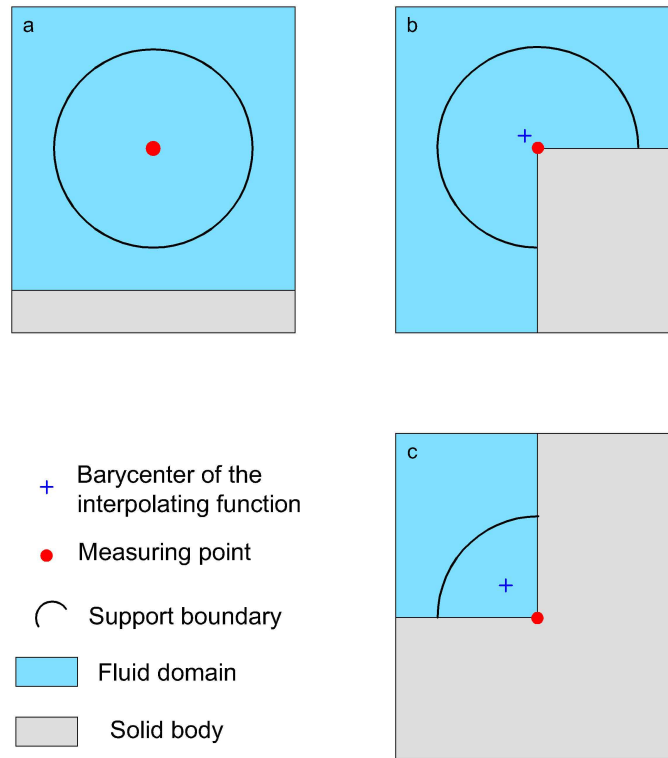 a
b
c
Barycenter of the
interpolating function
Measuring point
Support boundary
Fluid domain
Solid body